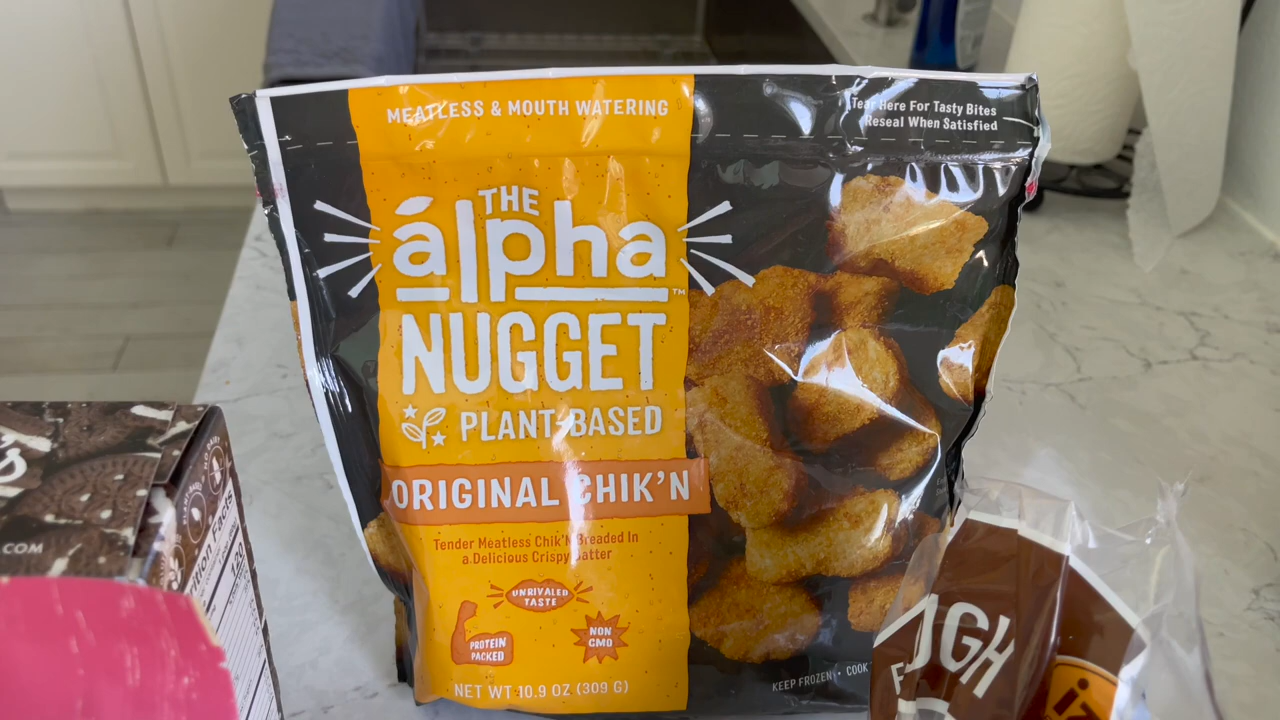 MEATLESS & MOUTH WATERING
Tear Here For Tasty Bites
Reseal When Satisfied
THE
álpha™
NUGGET
PLANT-BASED
ORIGINAL CHIK'N
Tender Meatless Chik'N Breaded In
a Delicious Crispy Batter
UNRIVALED
TASTE
PROTEIN
PACKED
NON
GMO
NET WT 10.9 OZ (309 G)
KEEP FROZEN • COOK
.COM
120